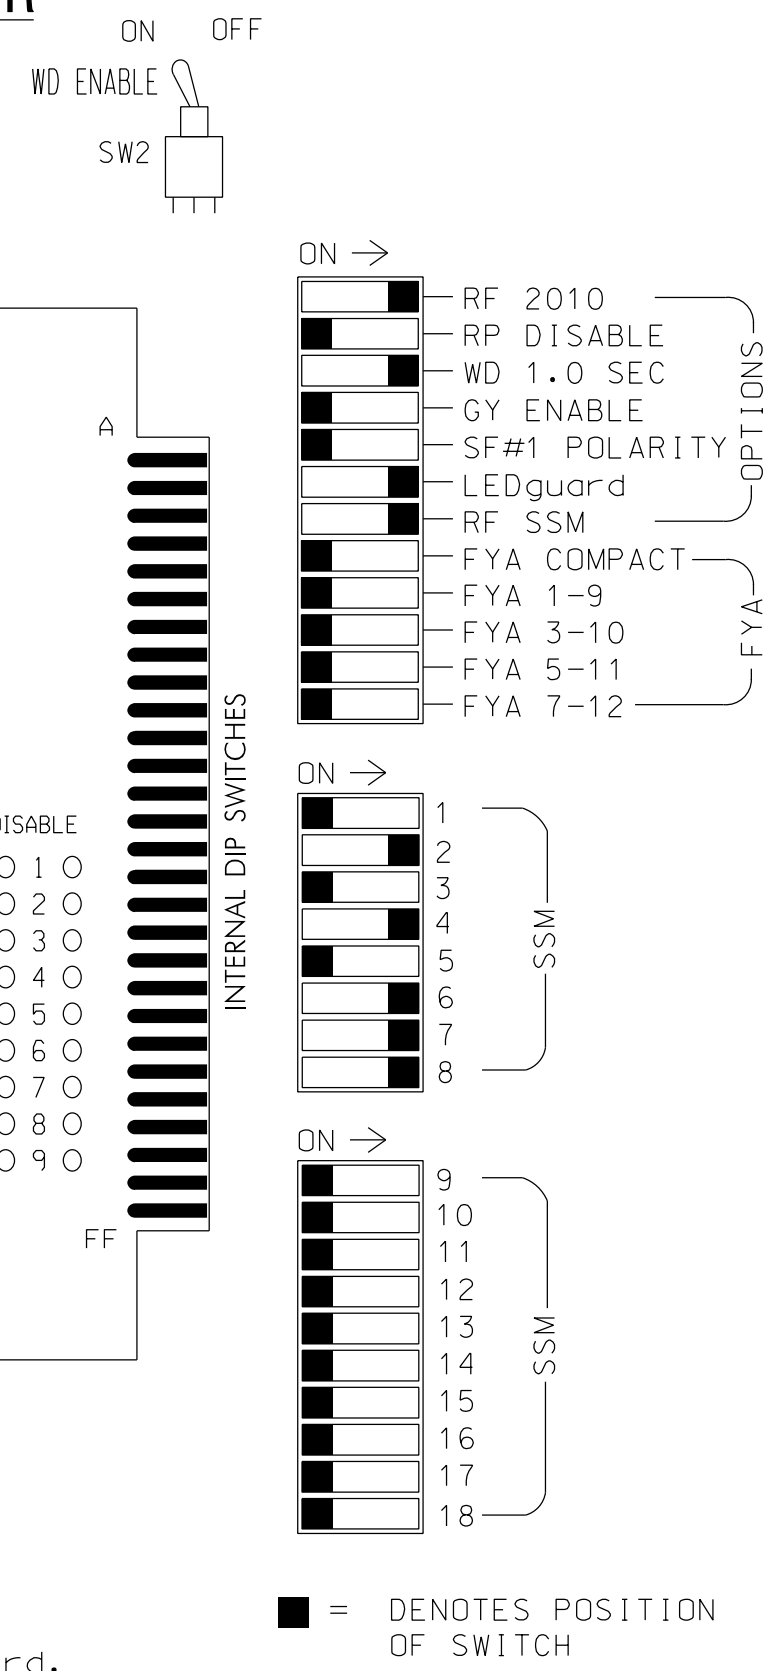 ON OFF
WD ENABLE
SW2
ON
RF 2010
RP DISABLE
WD 1.0 SEC
GY ENABLE
SF#1 POLARITY
LEDguard
RF SSM
OPTIONS
FYA COMPACT
FYA 1-9
FYA 3-10
FYA 5-11
FYA 7-12
FYA
A
FF
INTERNAL DIP SWITCHES
ISABLE
1
2
3
4
5
6
7
8
9
ON
1
2
3
4
5
6
7
8
SSM
ON
9
10
11
12
13
14
15
16
17
18
SSM
= DENOTES POSITION
OF SWITCH
rd.